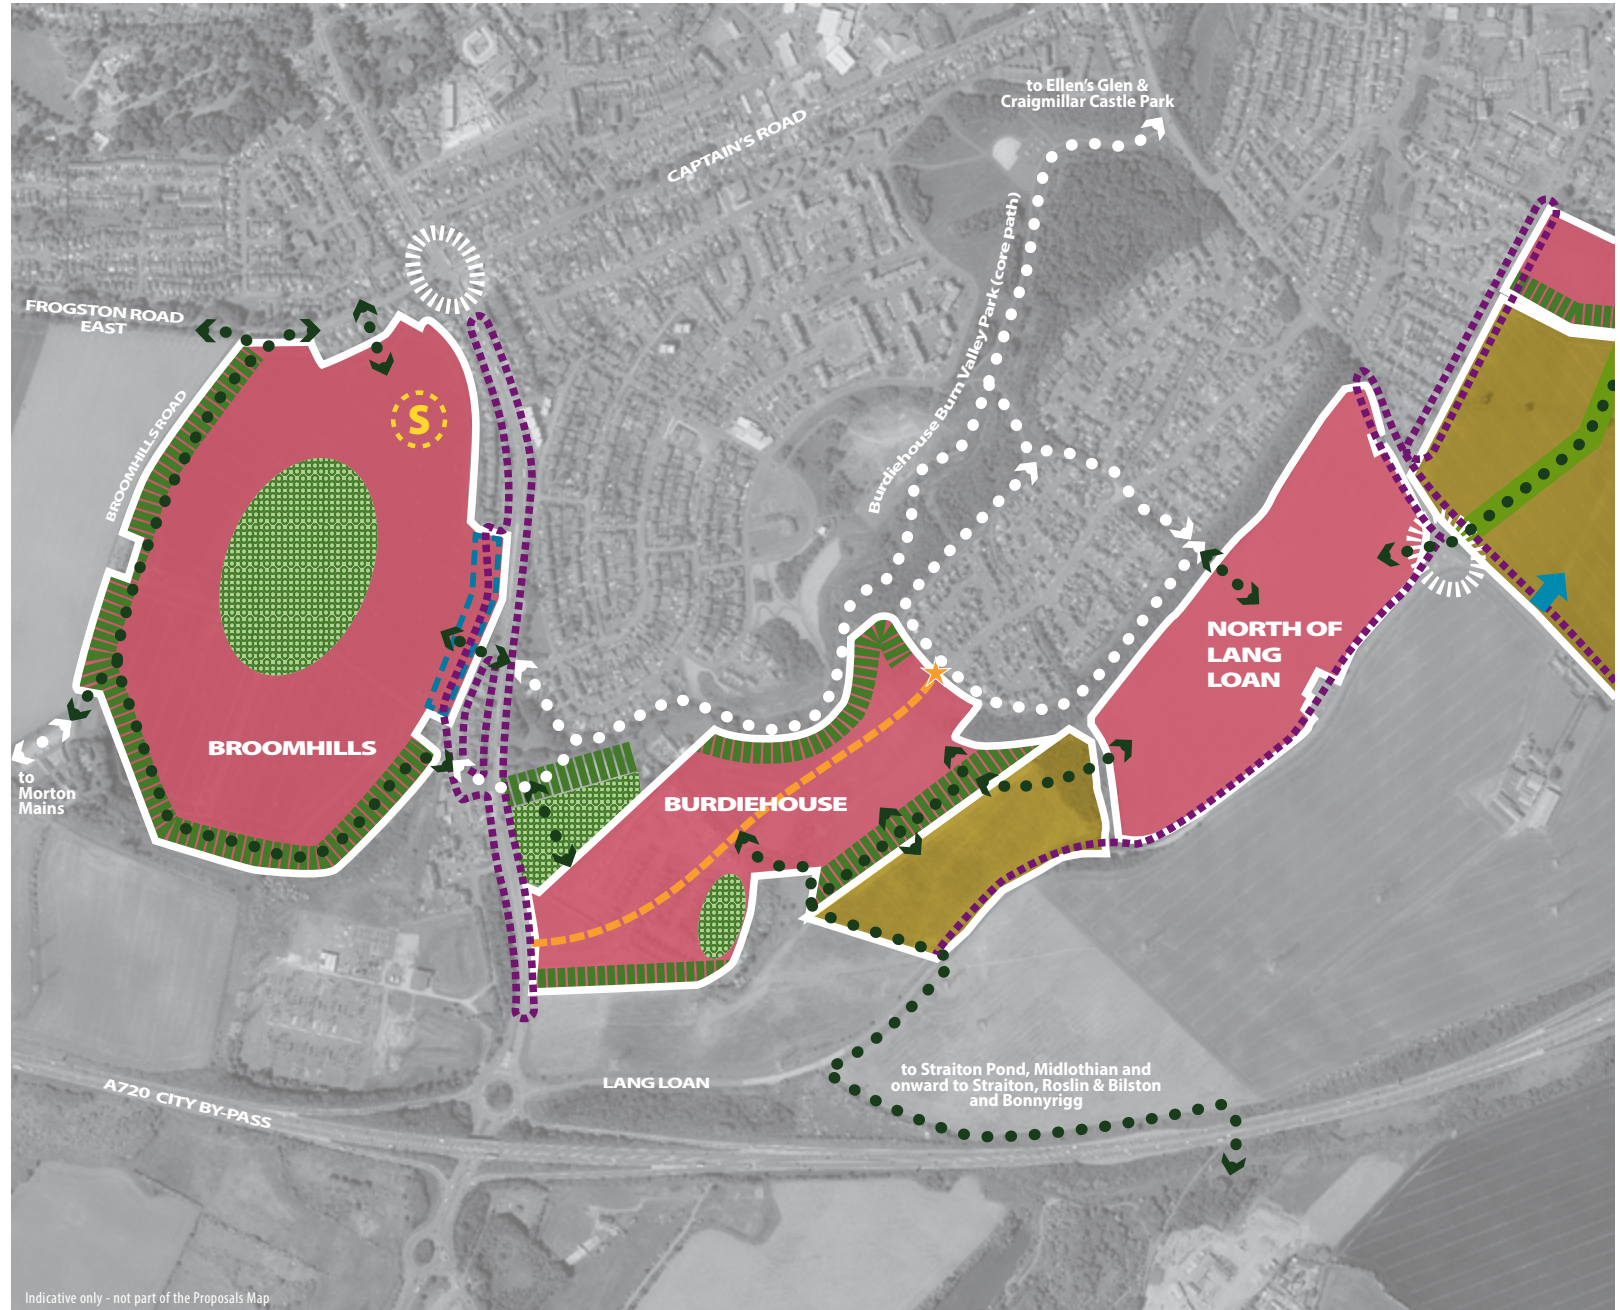 to Ellen's Glen &
Craigmillar Castle Park
CAPTAIN'S ROAD
Burdiehouse Burn Valley Park (core path)
FROGSTON ROAD
EAST
BROOMHILLS ROAD
S
NORTH OF
LANG
LOAN
BROOMHILLS
to
Morton
Mains
BURDIEHOUSE
LANG LOAN
to Straiton Pond, Midlothian and
onward to Straiton, Roslin & Bilston
and Bonnyrigg
A720 CITY BY-PASS
Indicative only - not part of the Proposals Map